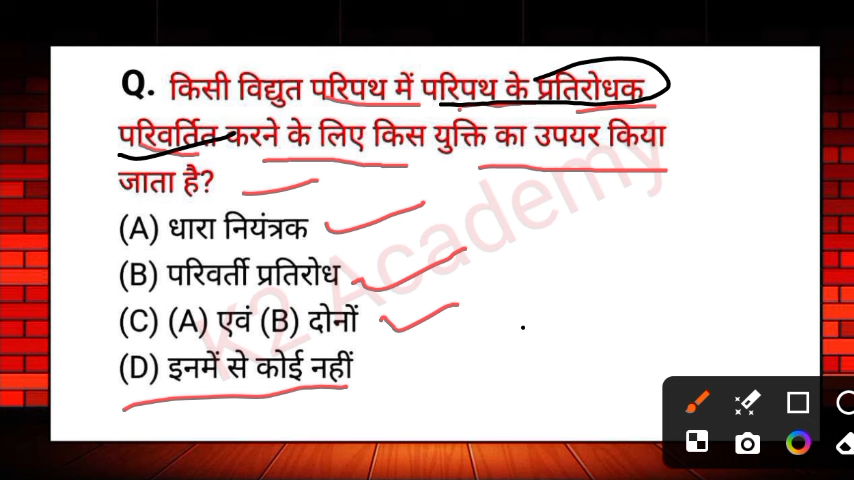 Q. किसी विद्युत परिपथ में परिपथ के प्रतिरोधक
परिवर्तित करने के लिए किस युक्ति का उपयर किया
जाता है?
(A) धारा नियंत्रक
(B) परिवर्ती प्रतिरोध
(C) (A) एवं (B) दोनों
(D) इनमें से कोई नहीं
K2 Academy